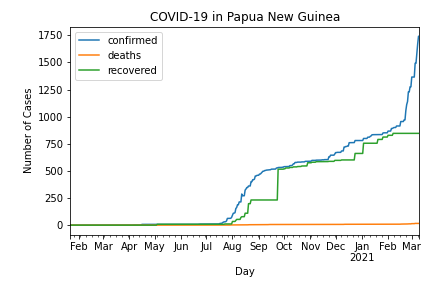 COVID-19 in Papua New Guinea
confirmed
deaths
recovered
Number of Cases
1750
1500
1250
1000
750
500
250
0
Feb Mar Apr May Jun Jul Aug Sep Oct Nov Dec Jan Feb Mar
2021
Day